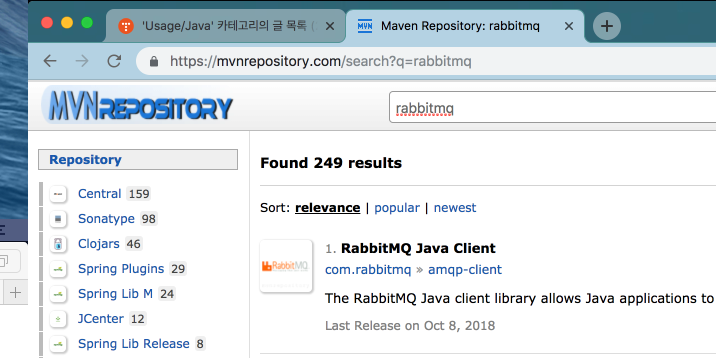 'Usage/Java' 카테고리의 글 목록 (
Maven Repository: rabbitmq
https://mvnrepository.com/search?q=rabbitmq
MVNREPOSITORY
rabbitmq
Repository
Central 159
Sonatype 98
Clojars 46
Spring Plugins 29
Spring Lib M 24
JCenter 12
Spring Lib Release 8
Found 249 results
Sort: relevance | popular | newest
RabbitMQ
1. RabbitMQ Java Client
com.rabbitmq » amqp-client
The RabbitMQ Java client library allows Java applications to
Last Release on Oct 8, 2018